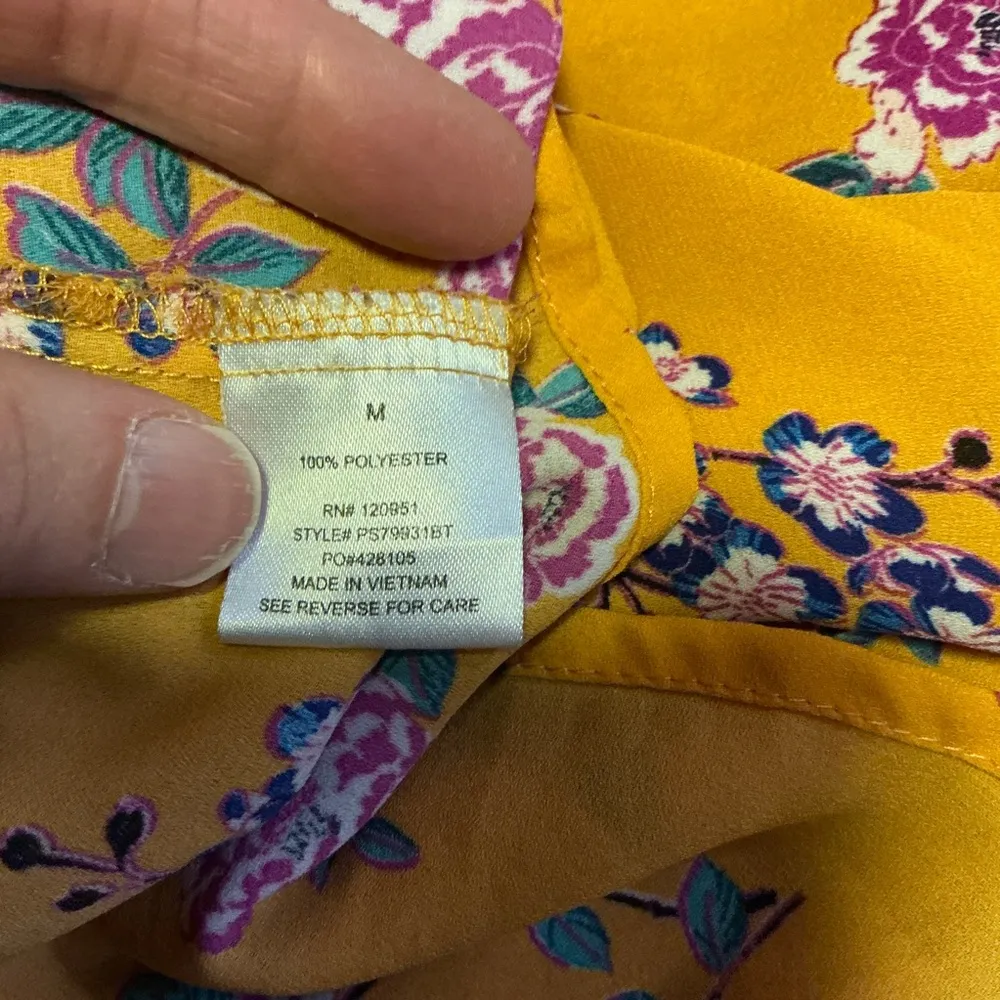 M
100% POLYESTER
RN# 120951
STYLE# PS79931BT
PO#428105
MADE IN VIETNAM
SEE REVERSE FOR CARE